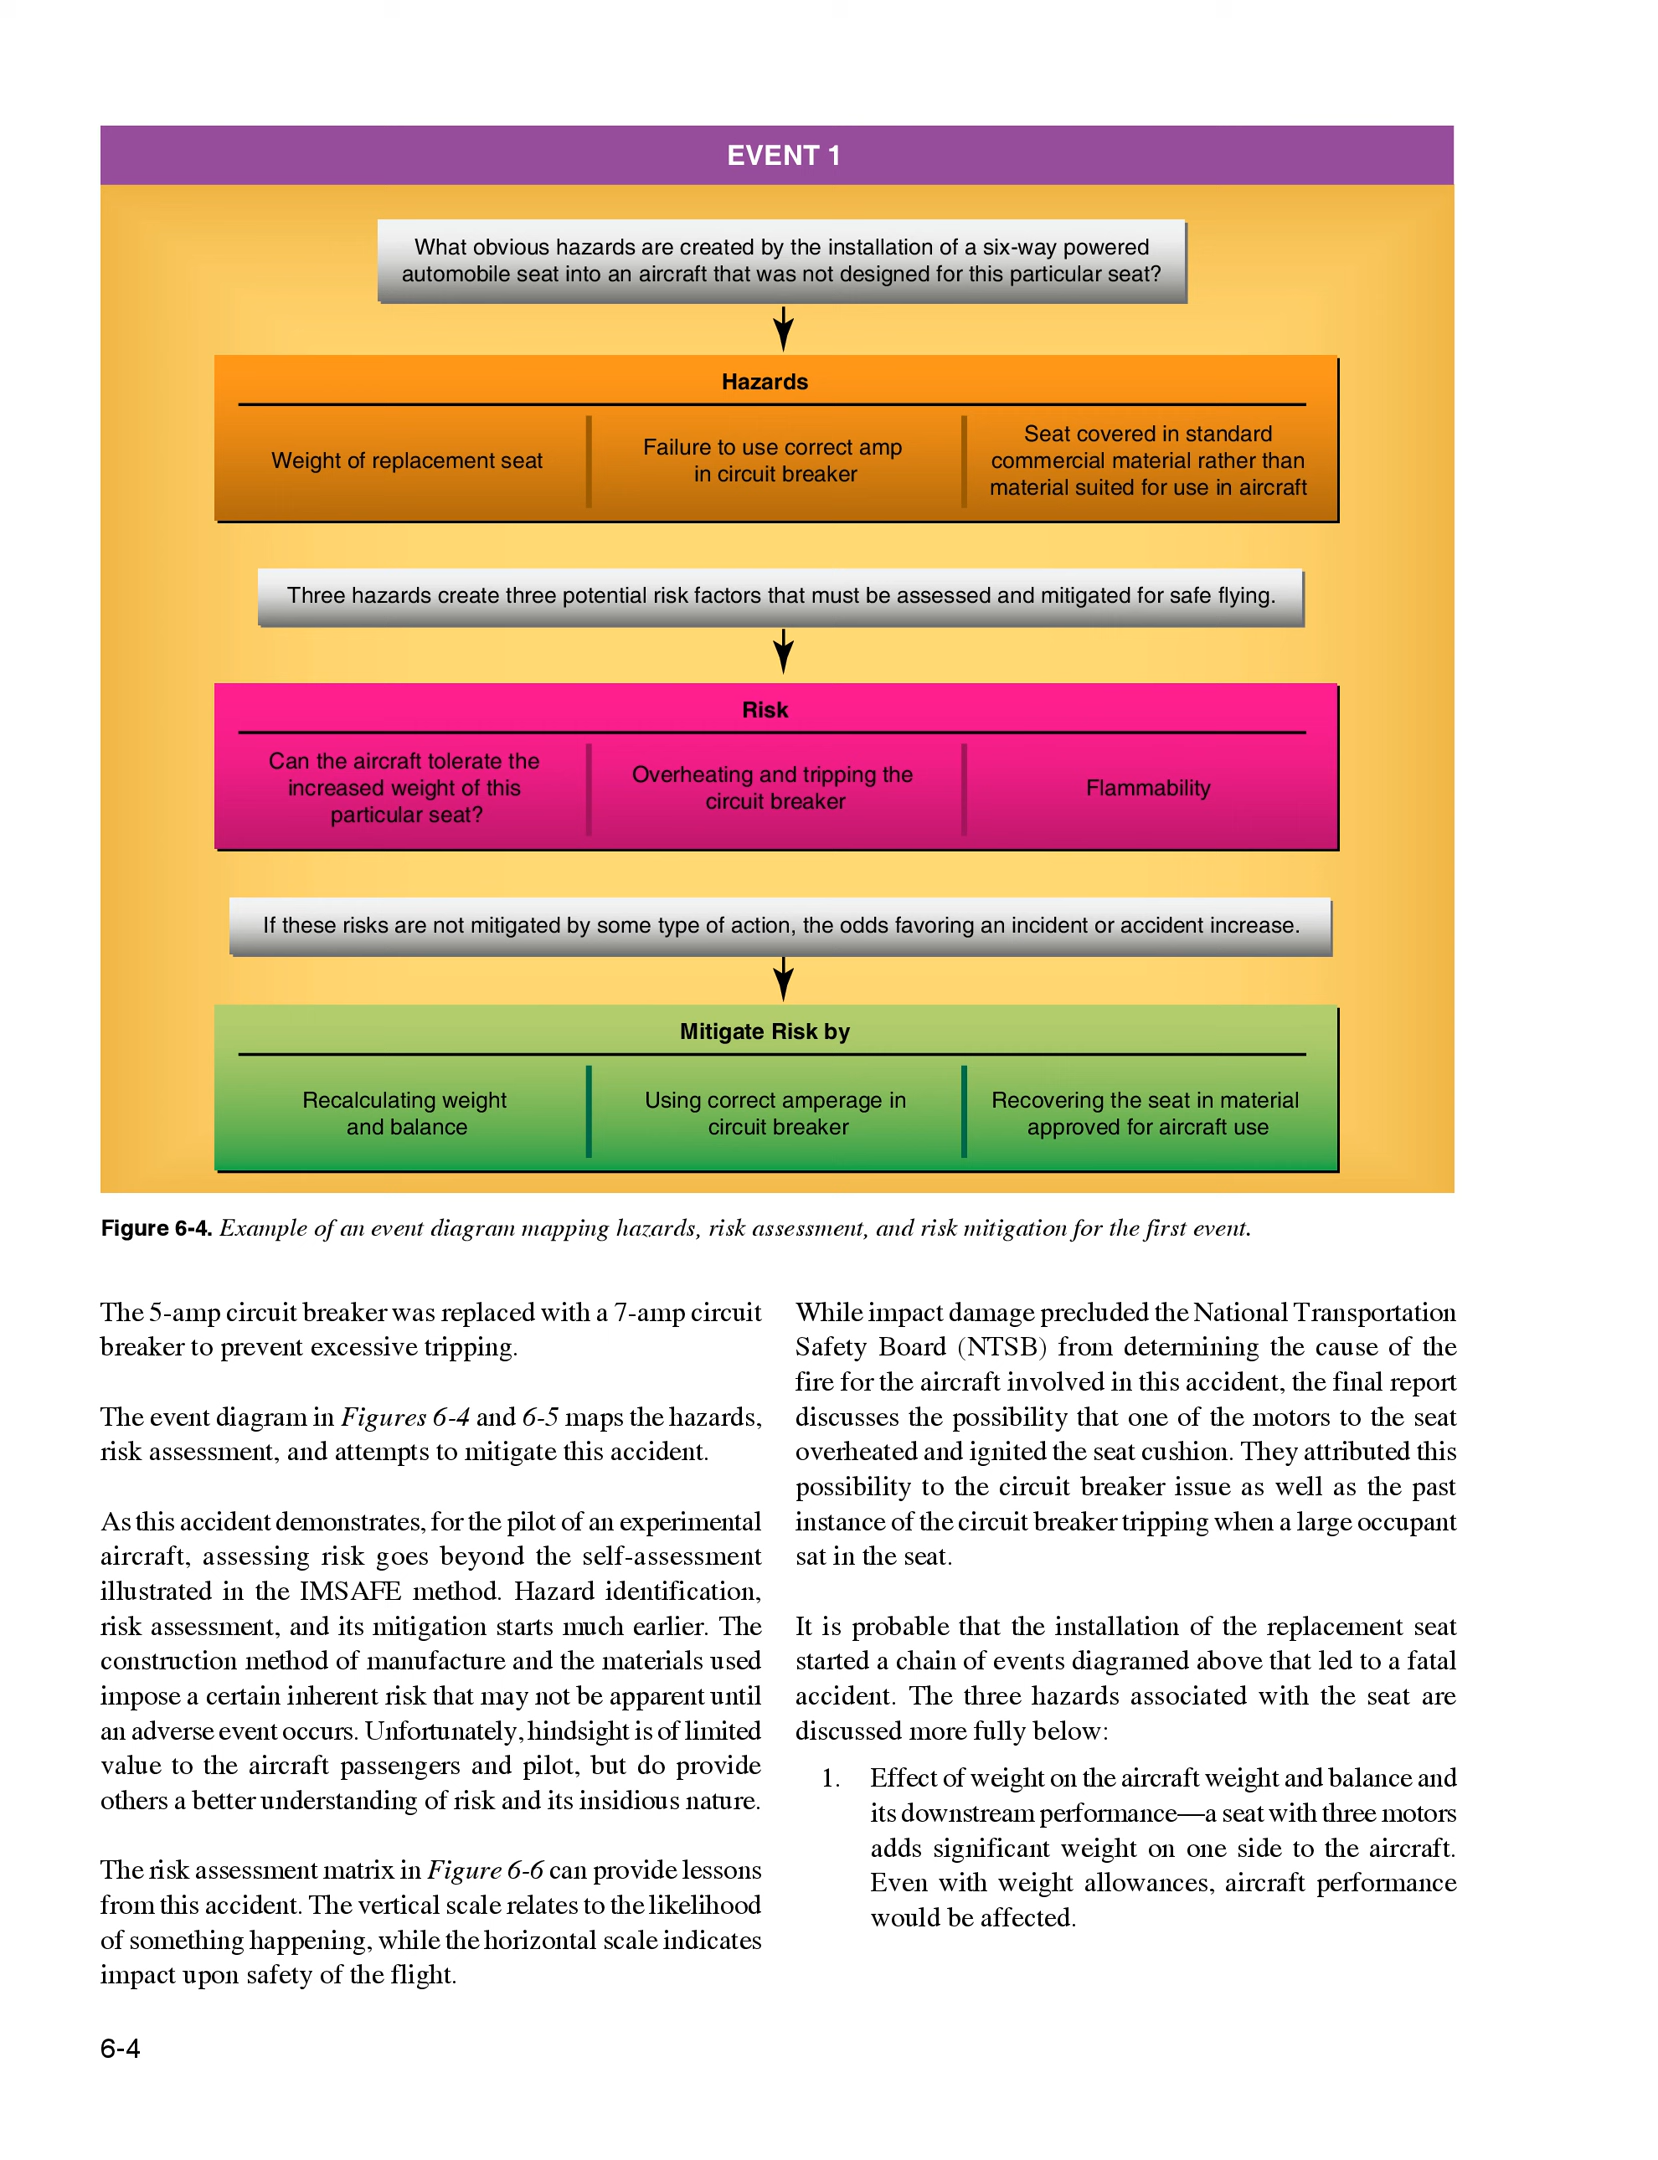 EVENT 1
What obvious hazards are created by the installation of a six-way powered
automobile seat into an aircraft that was not designed for this particular seat?
Hazards
Weight of replacement seat
Failure to use correct amp
in circuit breaker
Seat covered in standard
commercial material rather than
material suited for use in aircraft
Three hazards create three potential risk factors that must be assessed and mitigated for safe flying.
Risk
Can the aircraft tolerate the
increased weight of this
particular seat?
Overheating and tripping the
circuit breaker
Flammability
If these risks are not mitigated by some type of action, the odds favoring an incident or accident increase.
Mitigate Risk by
Recalculating weight
and balance
Using correct amperage in
circuit breaker
Recovering the seat in material
approved for aircraft use
Figure 6-4. Example of an event diagram mapping hazards, risk assessment, and risk mitigation for the first event.
The 5-amp circuit breaker was replaced with a 7-amp circuit
breaker to prevent excessive tripping.
The event diagram in Figures 6-4 and 6-5 maps the hazards,
risk assessment, and attempts to mitigate this accident.
As this accident demonstrates, for the pilot of an experimental
aircraft, assessing risk goes beyond the self-assessment
illustrated in the IMSAFE method. Hazard identification,
risk assessment, and its mitigation starts much earlier. The
construction method of manufacture and the materials used
impose a certain inherent risk that may not be apparent until
an adverse event occurs. Unfortunately, hindsight is of limited
value to the aircraft passengers and pilot, but do provide
others a better understanding of risk and its insidious nature.
The risk assessment matrix in Figure 6-6 can provide lessons
from this accident. The vertical scale relates to the likelihood
of something happening, while the horizontal scale indicates
impact upon safety of the flight.
While impact damage precluded the National Transportation
Safety Board (NTSB) from determining the cause of the
fire for the aircraft involved in this accident, the final report
discusses the possibility that one of the motors to the seat
overheated and ignited the seat cushion. They attributed this
possibility to the circuit breaker issue as well as the past
instance of the circuit breaker tripping when a large occupant
sat in the seat.
It is probable that the installation of the replacement seat
started a chain of events diagramed above that led to a fatal
accident. The three hazards associated with the seat are
discussed more fully below:
1. Effect of weight on the aircraft weight and balance and
its downstream performance—a seat with three motors
adds significant weight on one side to the aircraft.
Even with weight allowances, aircraft performance
would be affected.
6-4